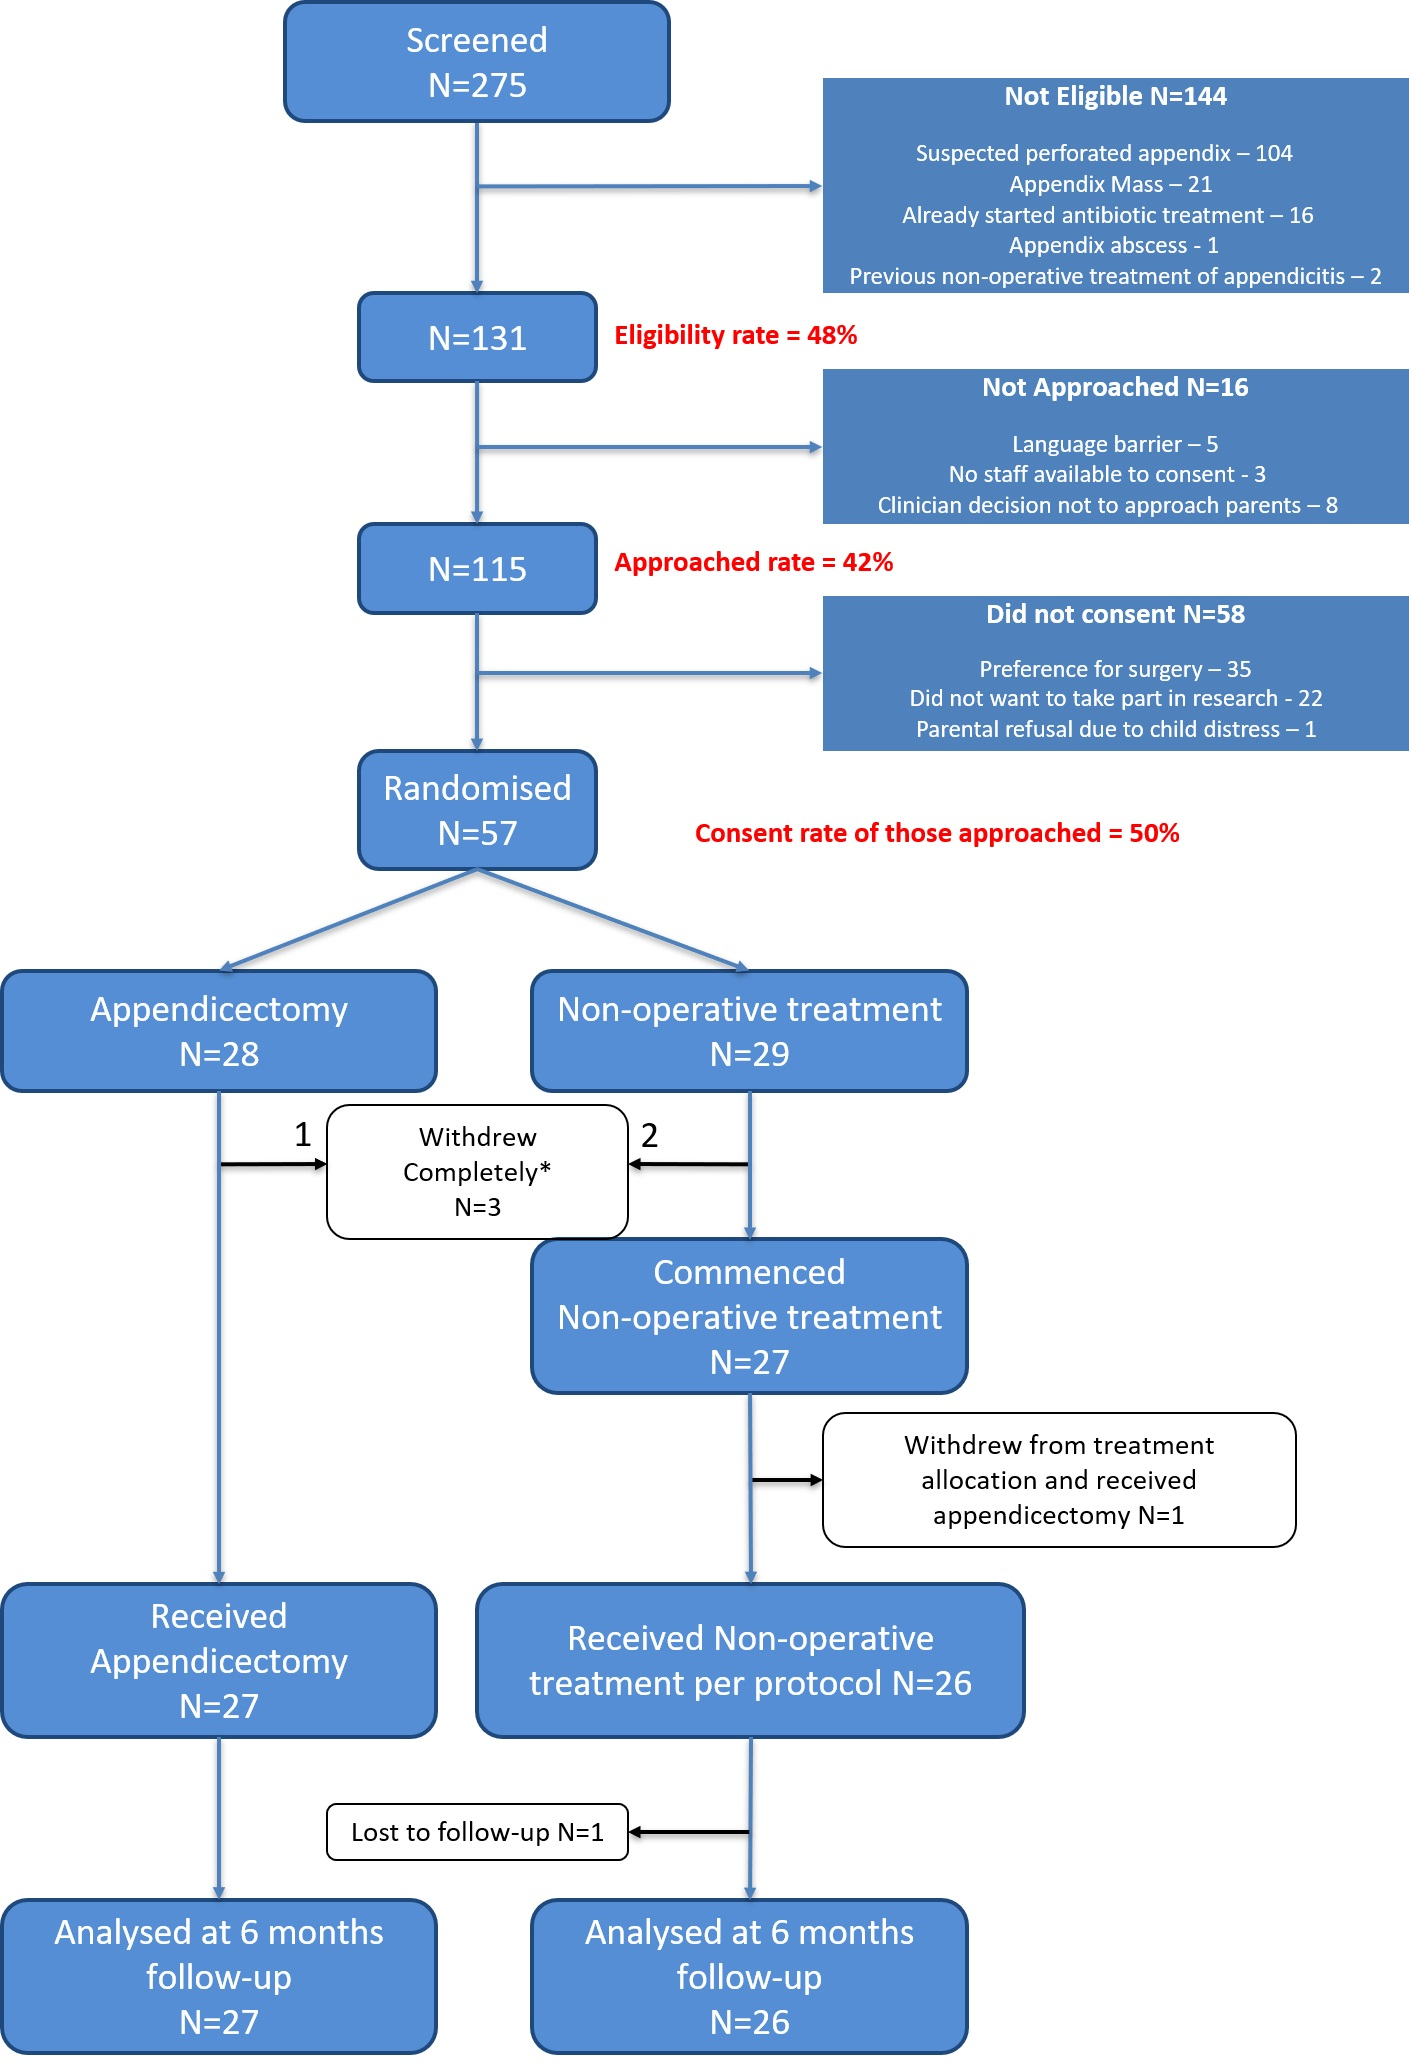 Screened
N=275
Not Eligible N=144
Suspected perforated appendix – 104
Appendix Mass – 21
Already started antibiotic treatment – 16
Appendix abscess - 1
Previous non-operative treatment of appendicitis – 2
N=131
Eligibility rate = 48%
Not Approached N=16
Language barrier – 5
No staff available to consent - 3
Clinician decision not to approach parents – 8
N=115
Approached rate = 42%
Did not consent N=58
Preference for surgery – 35
Did not want to take part in research - 22
Parental refusal due to child distress – 1
Randomised
N=57
Consent rate of those approached = 50%
Appendicectomy
N=28
Non-operative treatment
N=29
1
Withdrew
Completely*
N=3
2
Commenced
Non-operative treatment
N=27
Withdrew from treatment
allocation and received
appendicectomy N=1
Received
Appendicectomy
N=27
Received Non-operative
treatment per protocol N=26
Lost to follow-up N=1
Analysed at 6 months
follow-up
N=27
Analysed at 6 months
follow-up
N=26